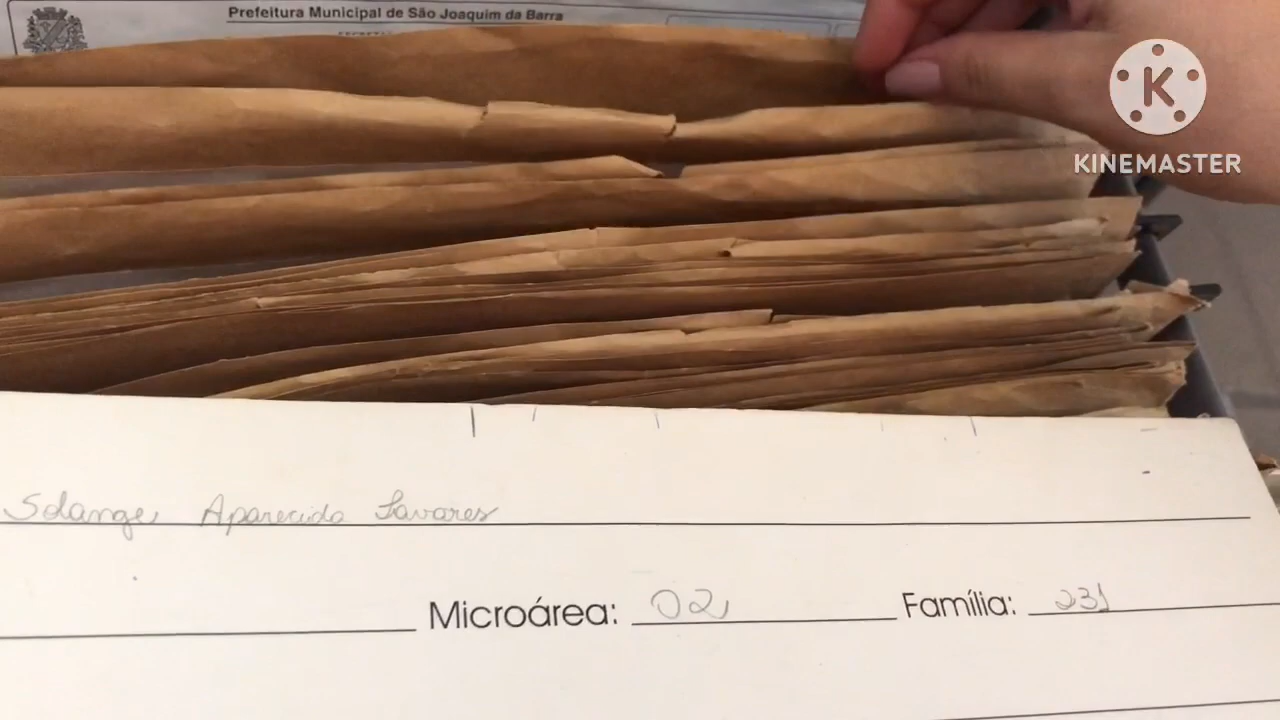 Prefeitura Municipal de São Joaquim da Barra
KINEMASTER
Solange Aparecida Tavares
Microárea: 02 Família: 231